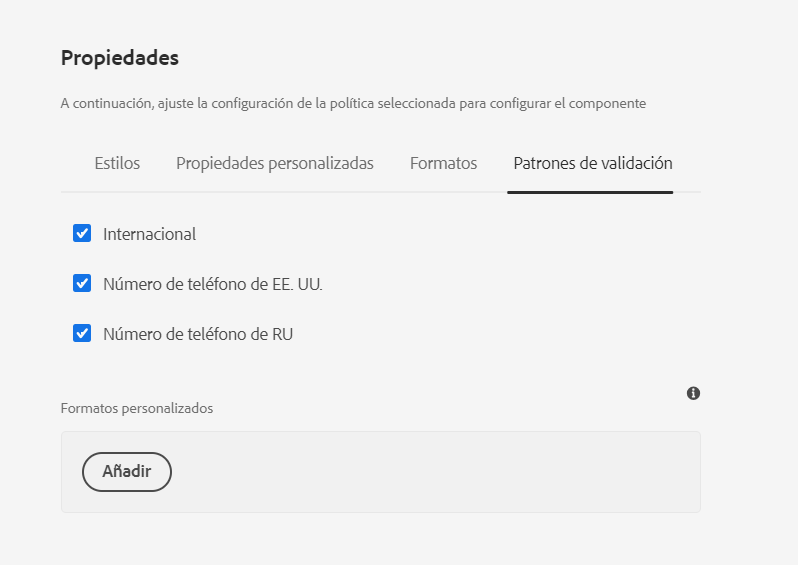 Propiedades
A continuación, ajuste la configuración de la política seleccionada para configurar el componente
Estilos Propiedades personalizadas Formatos Patrones de validación
Internacional
Número de teléfono de EE. UU.
Número de teléfono de RU
Formatos personalizados
Añadir